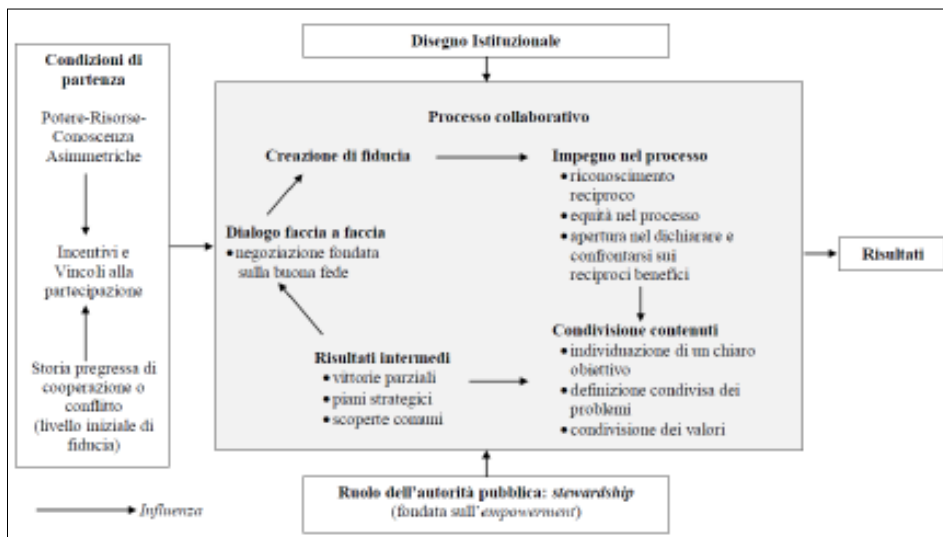 Disegno Istituzionale
Condizioni di
partenza
Potere-Risorse-
Conoscenza
Asimmetriche
Incentivi e
Vincoli alla
partecipazione
Storia pregressa di
cooperazione o
conflitto
(livello iniziale di
fiducia)
Processo collaborativo
Creazione di fiducia
Impegno nel processo
• riconoscimento
reciproco
• equità nel processo
• apertura nel dichiarare e
confrontarsi sui
reciproci benefici
Dialogo faccia a faccia
• negoziazione fondata
sulla buona fede
Condivisione contenuti
• individuazione di un chiaro
obiettivo
• definizione condivisa dei
problemi
• condivisione dei valori
Risultati intermedi
• vittorie parziali
• piani strategici
• scoperte comuni
Risultati
Ruolo dell'autorità pubblica: stewardship
(fondata sull'empowerment)
Influenza